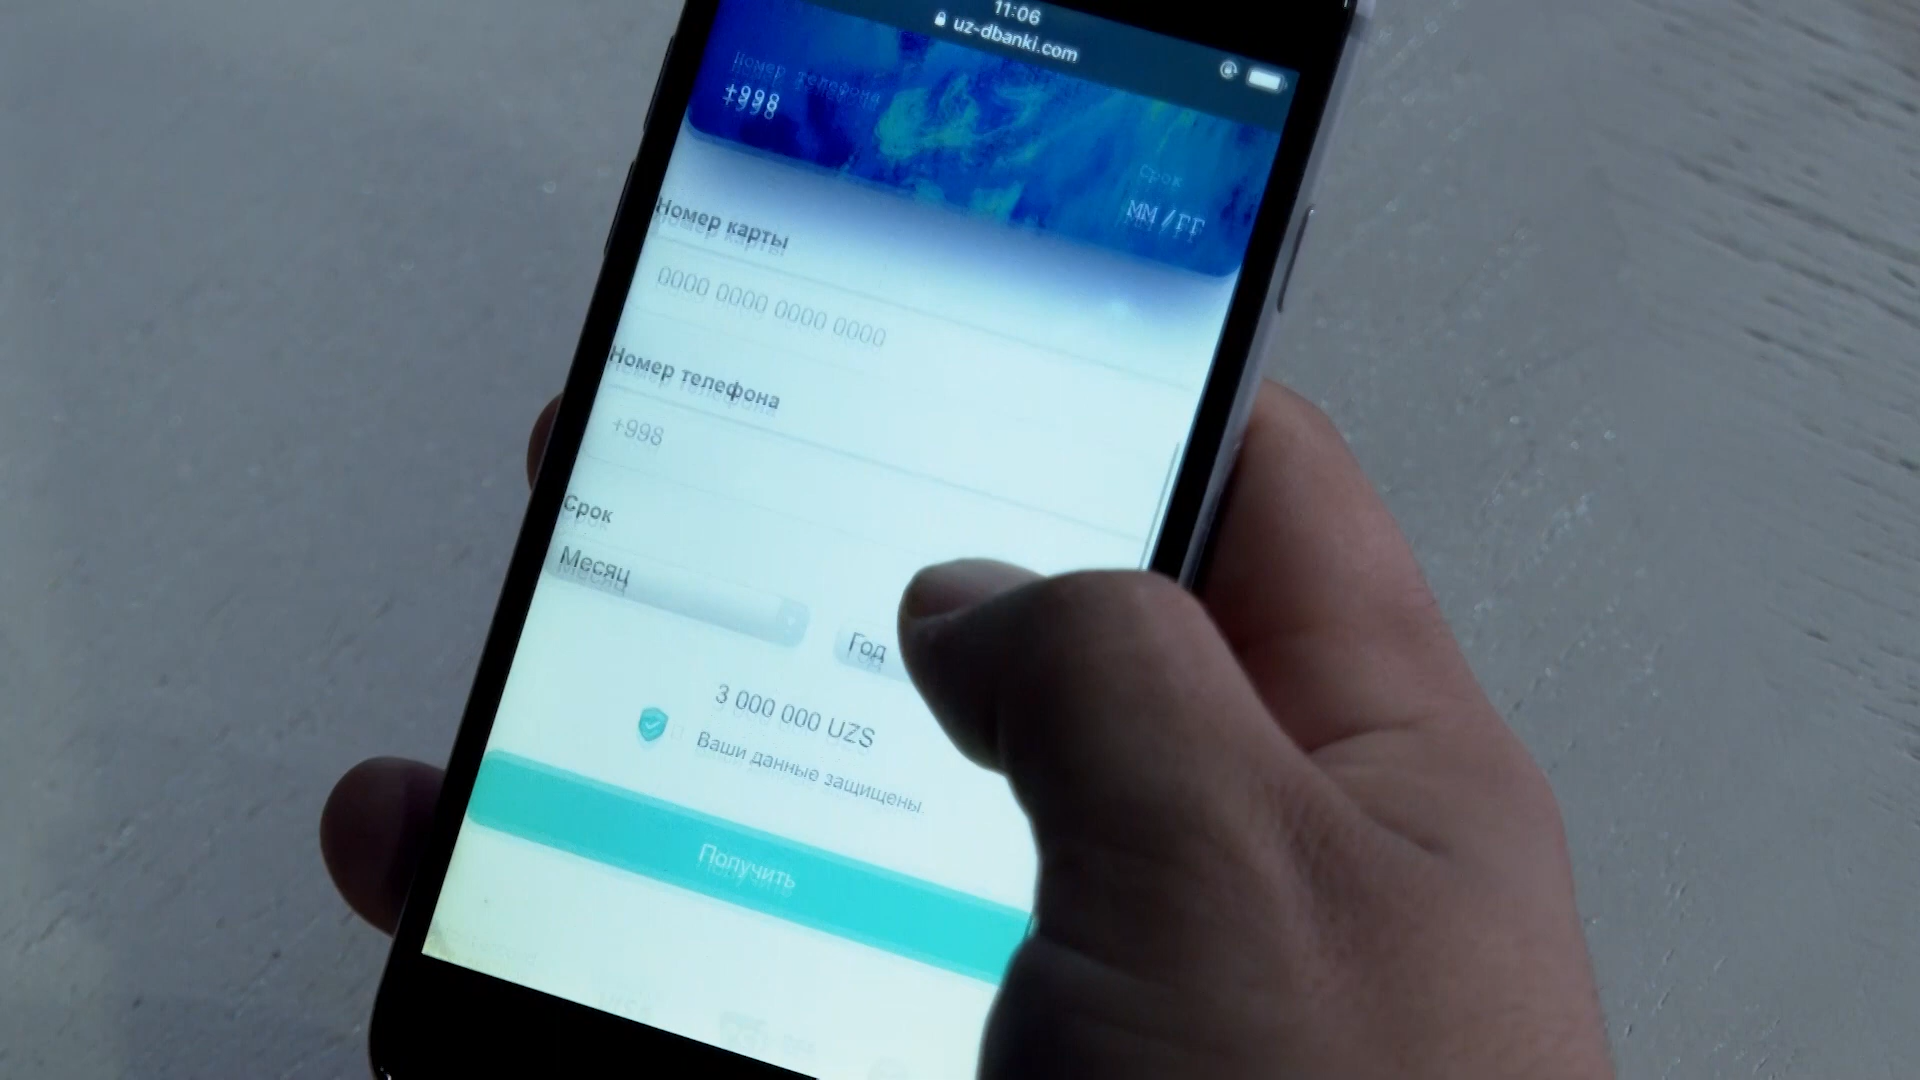 11:06
uz-dbanki.com
Номер телефона
+998
Срок
ММ/ГГ
Номер карты
0000 0000 0000 0000
Номер телефона
+998
Срок
Месяц
Год
3 000 000 UZS
Ваши данные защищены.
Получить